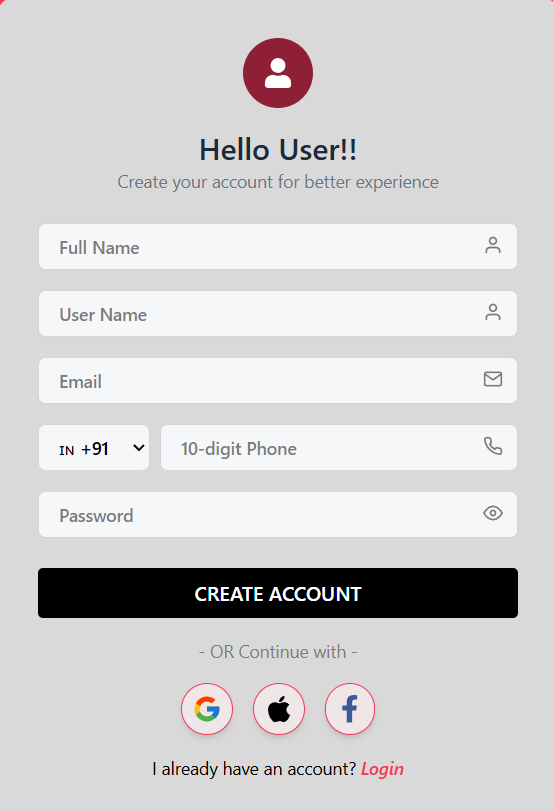 Hello User!!
Create your account for better experience
Full Name
User Name
Email
IN +91
10-digit Phone
Password
CREATE ACCOUNT
- OR Continue with -
I already have an account? Login